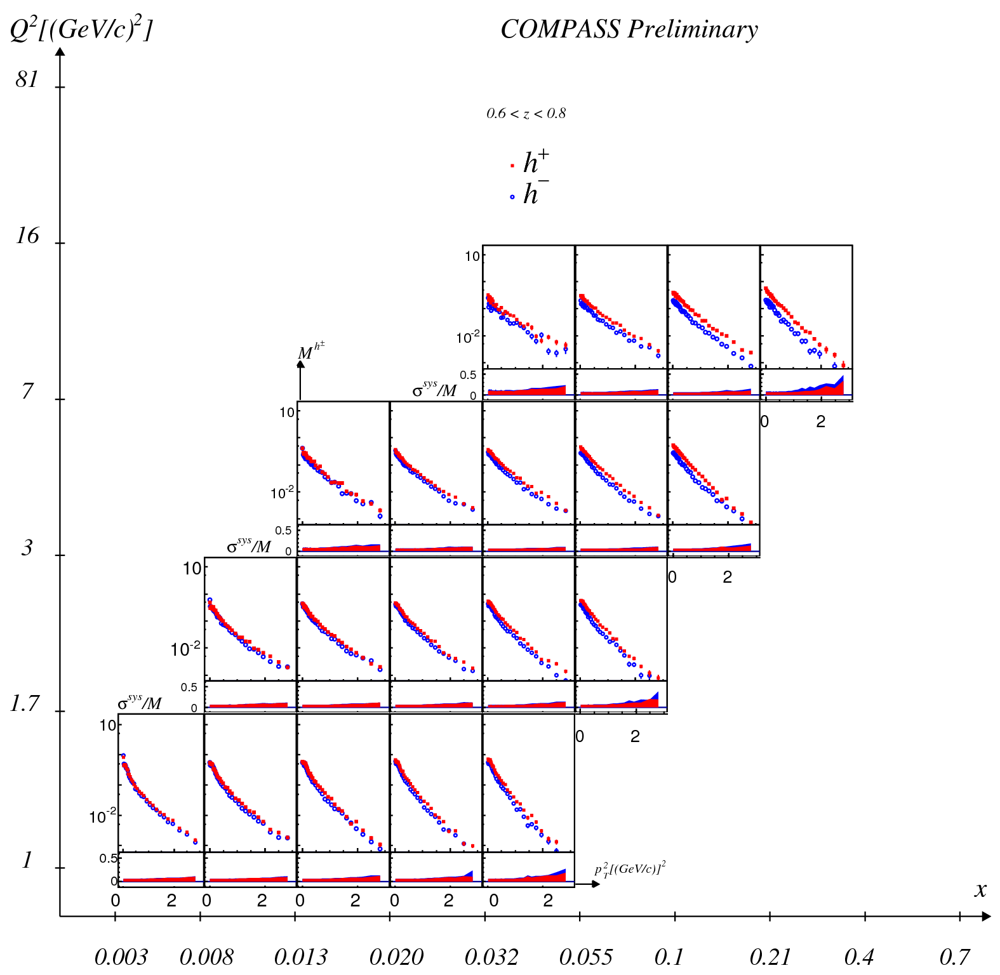 Q²[(GeV/c)²]
COMPASS Preliminary
81
0.6 < z < 0.8
h⁺
h⁻
16
10
10⁻²
M^{h^±}
0.5
σ^{sys}/M
0
7
10
0 2
10⁻²
0.5
σ^{sys}/M
0
3
10
0 2
10⁻²
0.5
σ^{sys}/M
0
1.7
10
0 2
10⁻²
0.5
1
0
p_T²[(GeV/c)]²
0 2 0 2 0 2 0 2 0 2
x
0.003 0.008 0.013 0.020 0.032 0.055 0.1 0.21 0.4 0.7